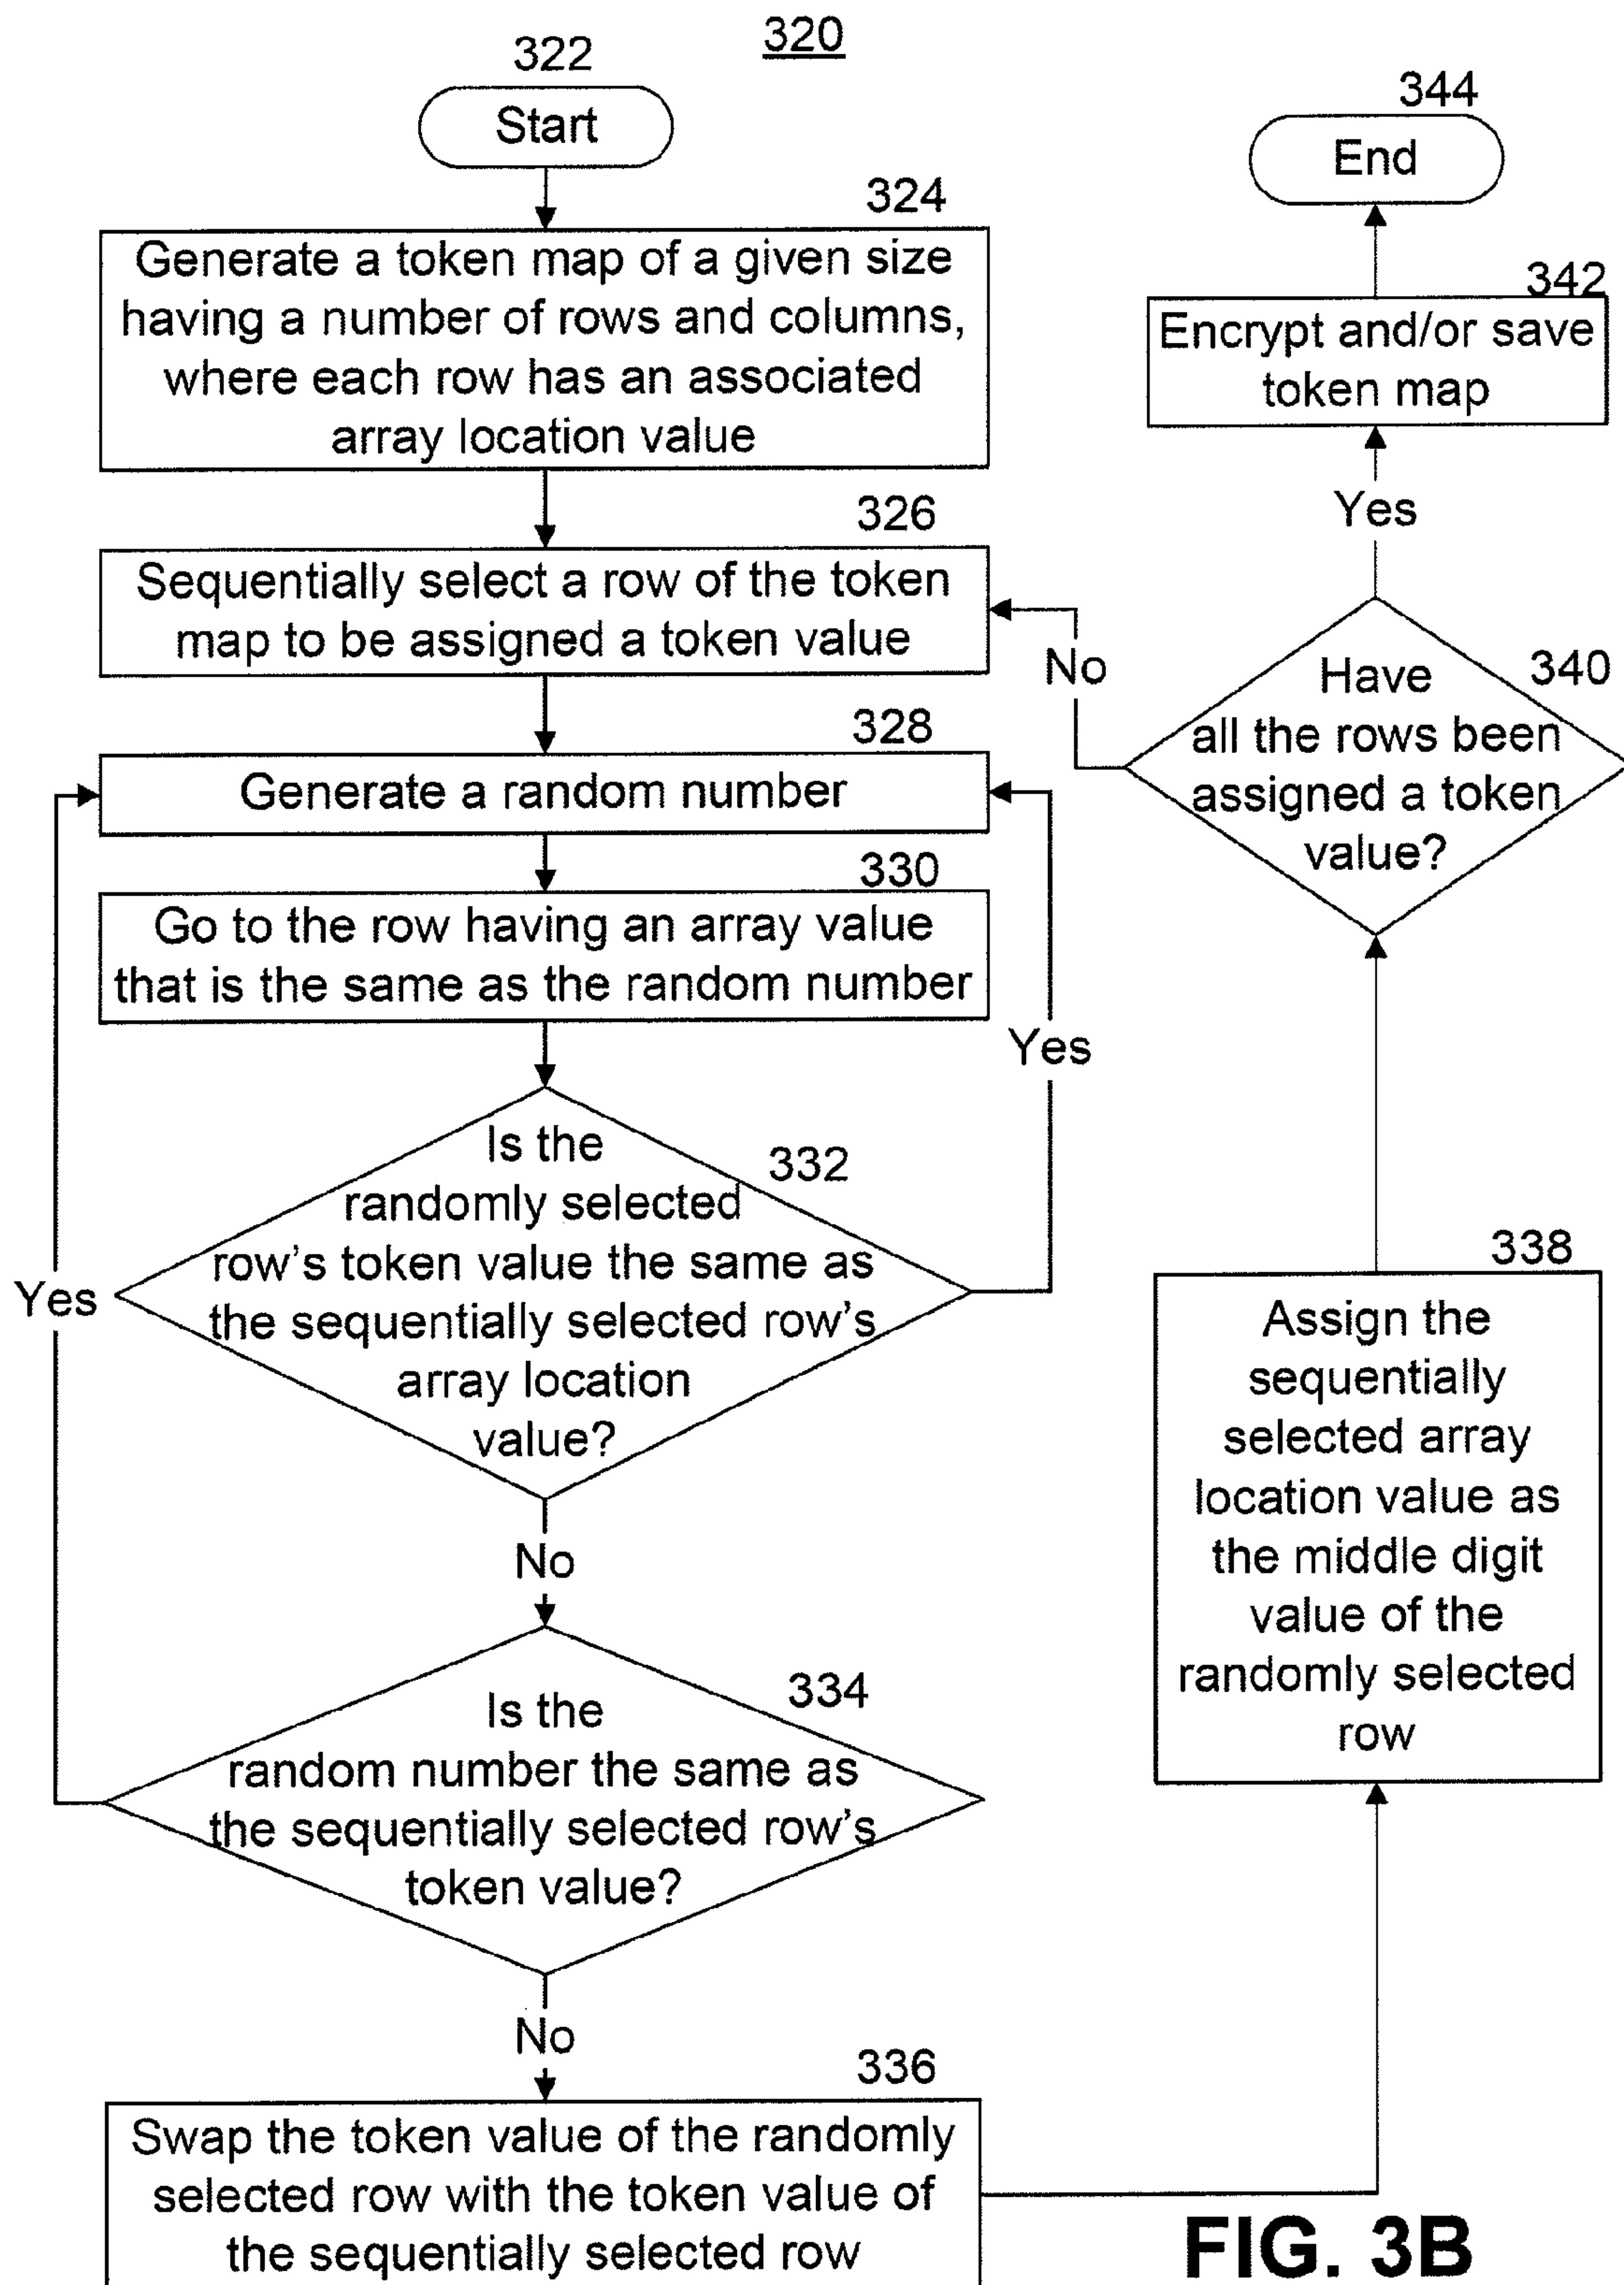 320
322
Start
324
Generate a token map of a given size
having a number of rows and columns,
where each row has an associated
array location value
326
Sequentially select a row of the token
map to be assigned a token value
328
Generate a random number
330
Go to the row having an array value
that is the same as the random number
Yes
Is the
332
randomly selected
row's token value the same as
the sequentially selected row's
array location
value?
Yes
No
Is the
334
random number the same as
the sequentially selected row's
token value?
No
336
Swap the token value of the randomly
selected row with the token value of
the sequentially selected row
338
Assign the
sequentially
selected array
location value as
the middle digit
value of the
randomly selected
row
Have
340
all the rows been
assigned a token
value?
No
Yes
342
Encrypt and/or save
token map
344
End
FIG. 3B